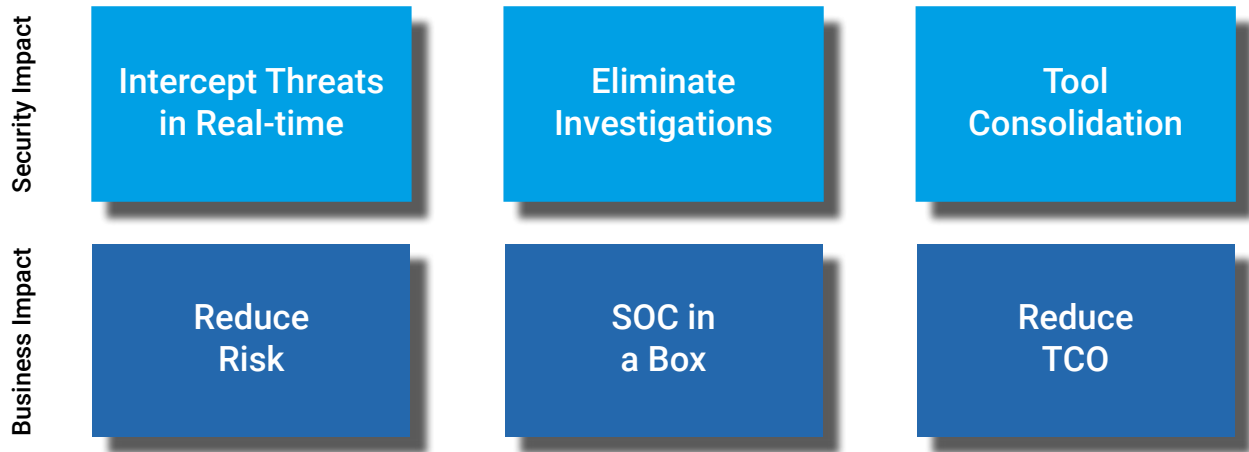 Security Impact
Intercept Threats
in Real-time
Eliminate
Investigations
Tool
Consolidation
Business Impact
Reduce
Risk
SOC in
a Box
Reduce
TCO